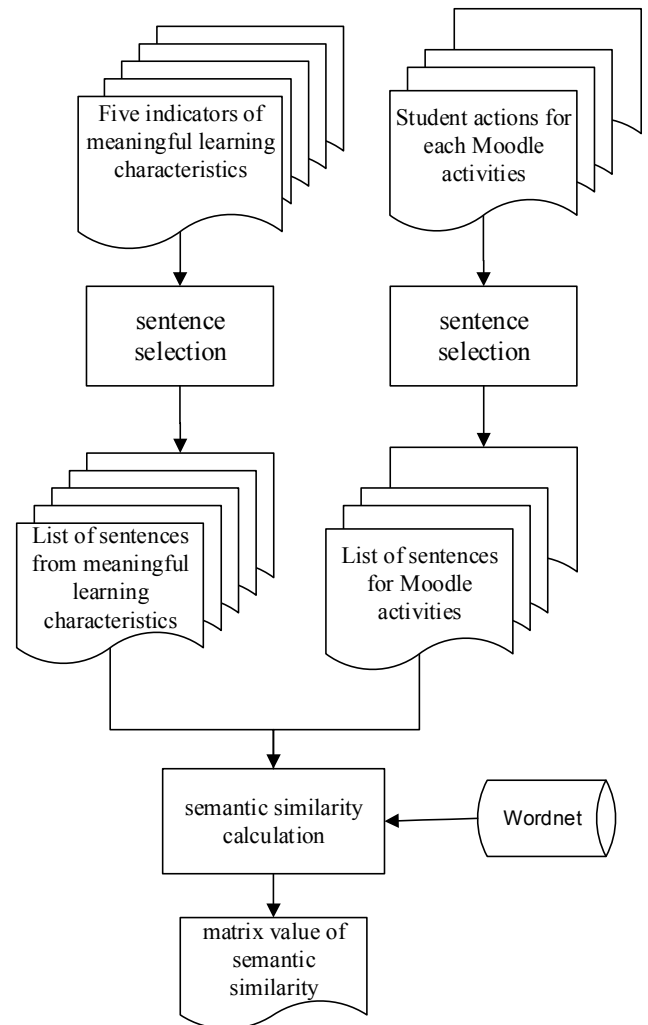 Five indicators of
meaningful learning
characteristics
Student actions for
each Moodle
activities
sentence
selection
sentence
selection
List of sentences
from meaningful
learning
characteristics
List of sentences
for Moodle
activities
semantic similarity
calculation
Wordnet
matrix value of
semantic
similarity